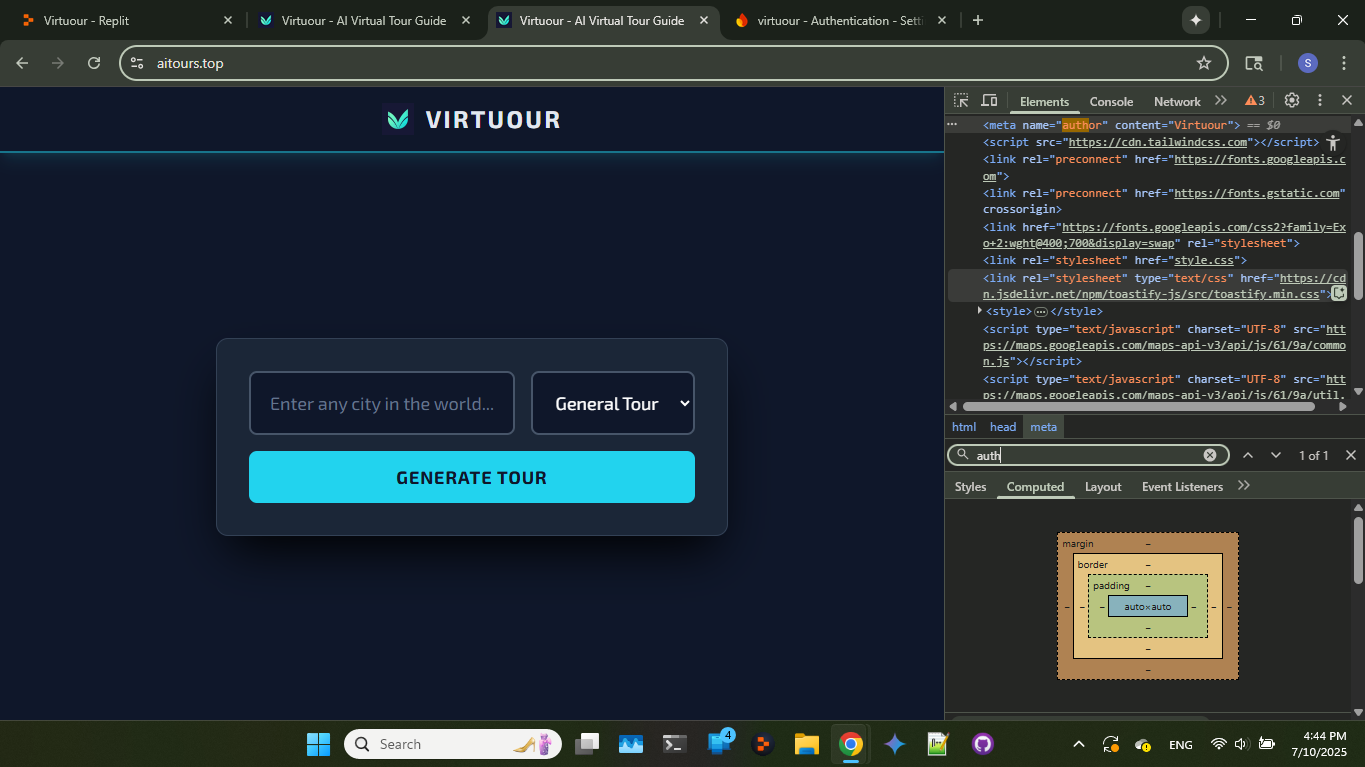 Virtuour - Replit
Virtuour - AI Virtual Tour Guide
Virtuour - AI Virtual Tour Guide
virtuour - Authentication - Setti
aitours.top
S
VIRTUOUR
Enter any city in the world...
General Tour
GENERATE TOUR
Elements Console Network 3
<meta name="author" content="Virtuour"> == $0
<script src="https://cdn.tailwindcss.com"></script>
<link rel="preconnect" href="https://fonts.googleapis.c
om">
<link rel="preconnect" href="https://fonts.gstatic.com"
crossorigin>
<link href="https://fonts.googleapis.com/css2?family=Ex
o+2:wght@400;700&display=swap" rel="stylesheet">
<link rel="stylesheet" href="style.css">
<link rel="stylesheet" type="text/css" href="https://cd
n.jsdelivr.net/npm/toastify-js/src/toastify.min.css">
<style>…</style>
<script type="text/javascript" charset="UTF-8" src="htt
ps://maps.googleapis.com/maps-api-v3/api/js/61/9a/commo
n.js"></script>
<script type="text/javascript" charset="UTF-8" src="htt
ps://maps.googleapis.com/maps-api-v3/api/js/61/9a/util.
html head meta
auth
1 of 1
Styles Computed Layout Event Listeners
margin –
border –
padding –
– – – auto×auto – – –
–
–
–
Search
4
ENG
4:44 PM
7/10/2025